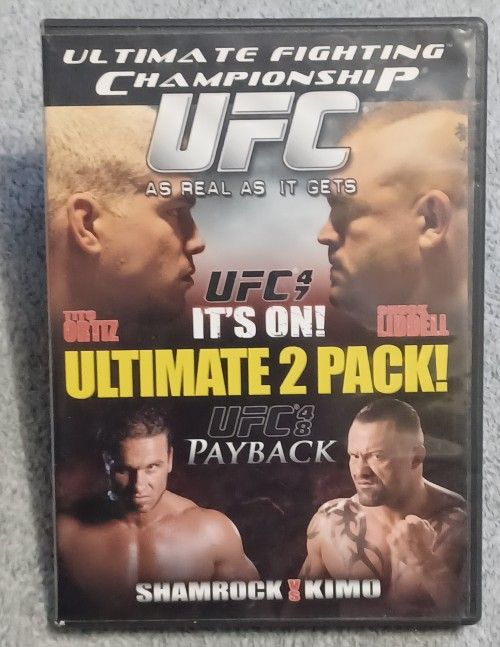 ULTIMATE FIGHTING
CHAMPIONSHIP™
UFC
AS REAL AS IT GETS
UFC 47
TITO
ORTIZ
IT'S ON!
CHUCK
LIDDELL
ULTIMATE 2 PACK!
UFC 48
PAYBACK
SHAMROCK VS KIMO